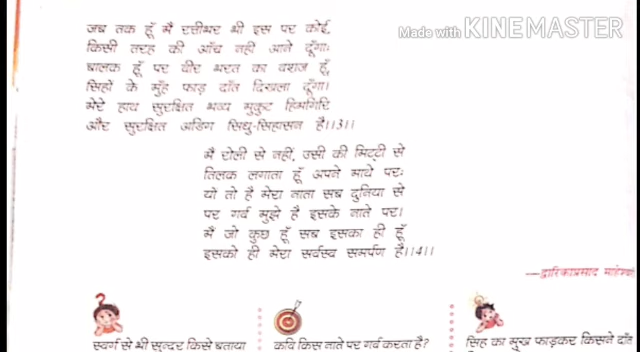 Made with KINEMASTER
जब तक हूँ मैं रत्तीभर भी इस पर कोई,
किसी तरह की आँच नहीं आने दूँगा।
बालक हूँ पर वीर भरत का वंशज हूँ,
सिंहों के मुँह फाड़ दाँत दिखला दूँगा।
मेरे हाथ सुरक्षित भव्य मुकुट हिमगिरि
और सुरक्षित अडिग सिंधु-सिंहासन है।।3।।
मैं रोली से नहीं, उसी की मिट्टी से
तिलक लगाता हूँ अपने माथे पर;
यों तो है मेरा नाता सब दुनिया से
पर गर्व मुझे है इसके नाते पर।
मैं जो कुछ हूँ सब इसका ही हूँ
इसको ही मेरा सर्वस्व समर्पण है।।4।।
—द्वारिकाप्रसाद
स्वर्ग से भी सुन्दर किसे बताया
कवि किस नाते पर गर्व करता है?
सिंह का मुख फाड़कर किसने दाँत